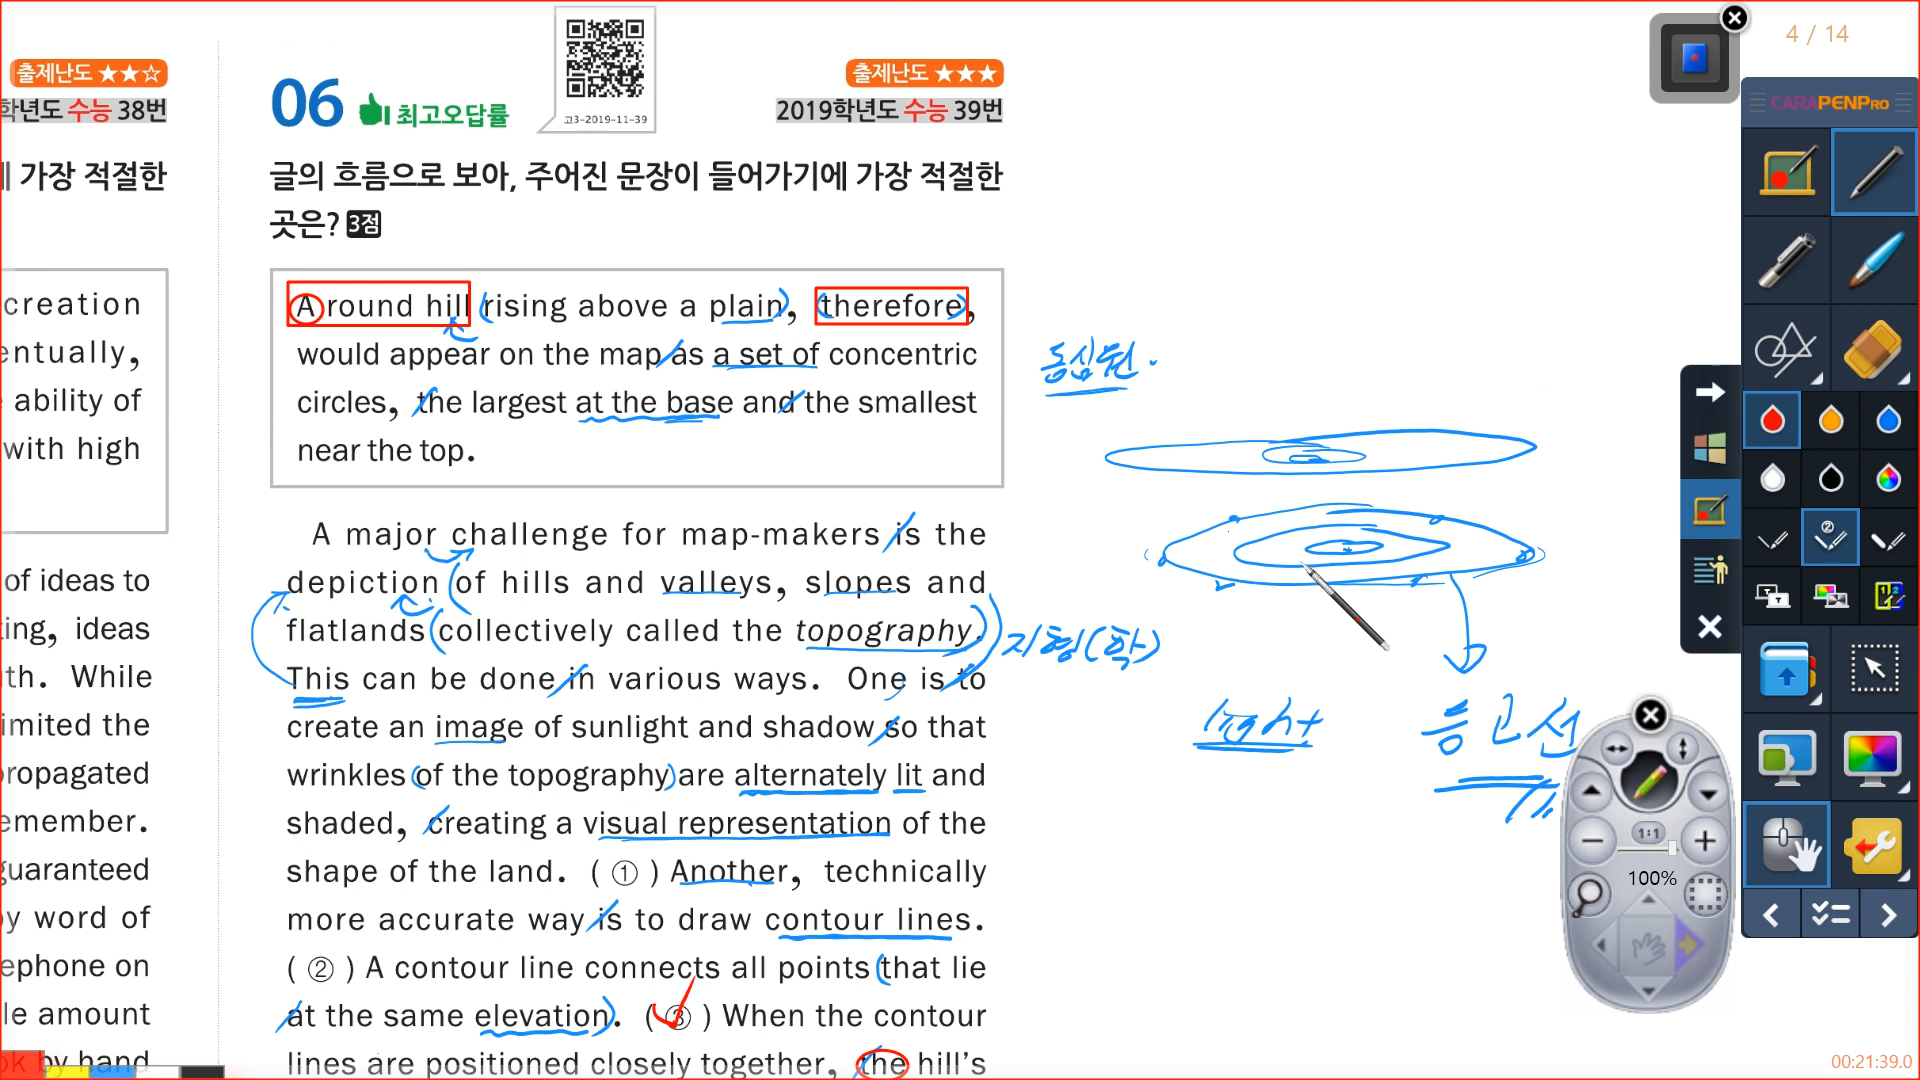 4 / 14
출제난도 ★★☆
학년도 수능 38번
에 가장 적절한
creation
entually,
ability of
with high
of ideas to
ing, ideas
th. While
imited the
propagated
emember.
guaranteed
by word of
ephone on
le amount
ok by hand
06 최고오답률
고3-2019-11-39
출제난도 ★★★
2019학년도 수능 39번
글의 흐름으로 보아, 주어진 문장이 들어가기에 가장 적절한
곳은? 3점
A round hill rising above a plain, therefore,
would appear on the map as a set of concentric
circles, the largest at the base and the smallest
near the top.
A major challenge for map-makers is the
depiction of hills and valleys, slopes and
flatlands collectively called the topography.
This can be done in various ways. One is to
create an image of sunlight and shadow so that
wrinkles of the topography are alternately lit and
shaded, creating a visual representation of the
shape of the land. ( ① ) Another, technically
more accurate way is to draw contour lines.
( ② ) A contour line connects all points that lie
at the same elevation. ( ③ ) When the contour
lines are positioned closely together, the hill's
동심원.
지형(학)
light
등고선
CARAPENPRO
②
1:1
100%
00:21:39.0